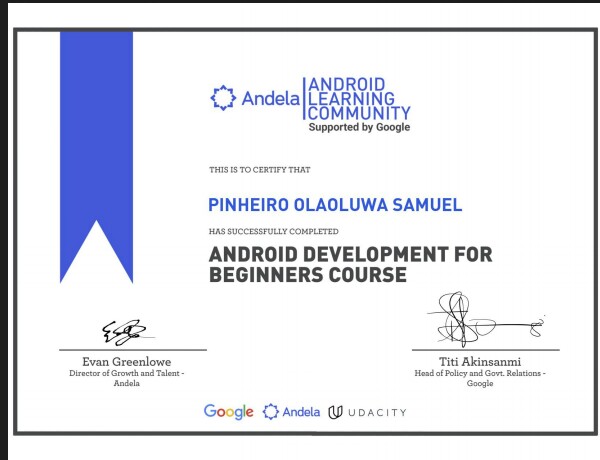 Andela
ANDROID
LEARNING
COMMUNITY
Supported by Google
THIS IS TO CERTIFY THAT
PINHEIRO OLAOLUWA SAMUEL
HAS SUCCESSFULLY COMPLETED
ANDROID DEVELOPMENT FOR
BEGINNERS COURSE
Evan Greenlowe
Director of Growth and Talent -
Andela
Titi Akinsanmi
Head of Policy and Govt. Relations -
Google
Google Andela UDACITY